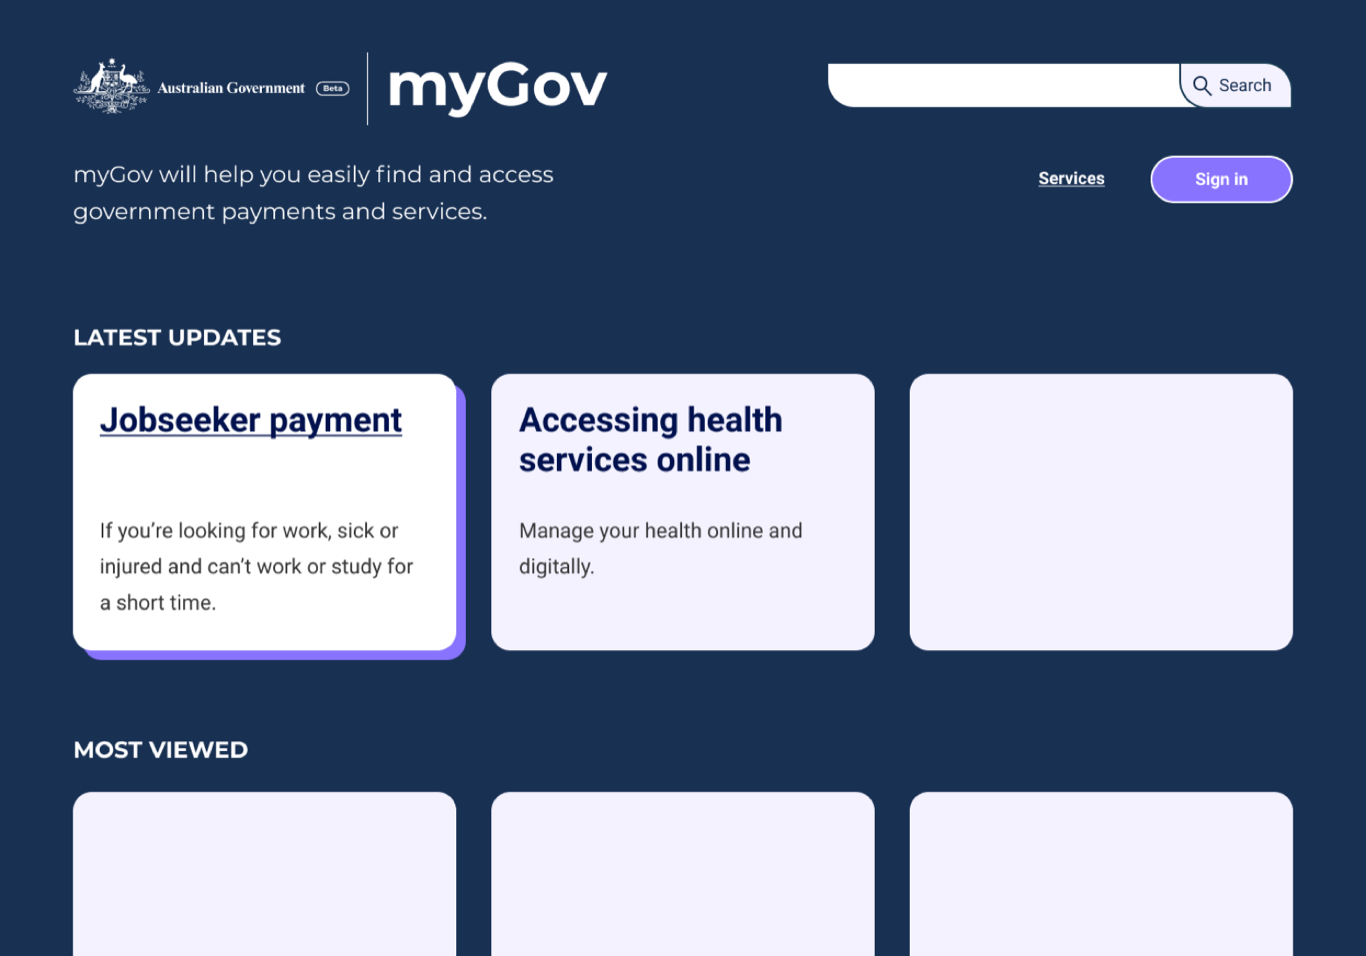 Australian Government
Beta
myGov
Search
myGov will help you easily find and access
government payments and services.
Services
Sign in
LATEST UPDATES
Jobseeker payment
If you’re looking for work, sick or
injured and can’t work or study for
a short time.
Accessing health
services online
Manage your health online and
digitally.
MOST VIEWED